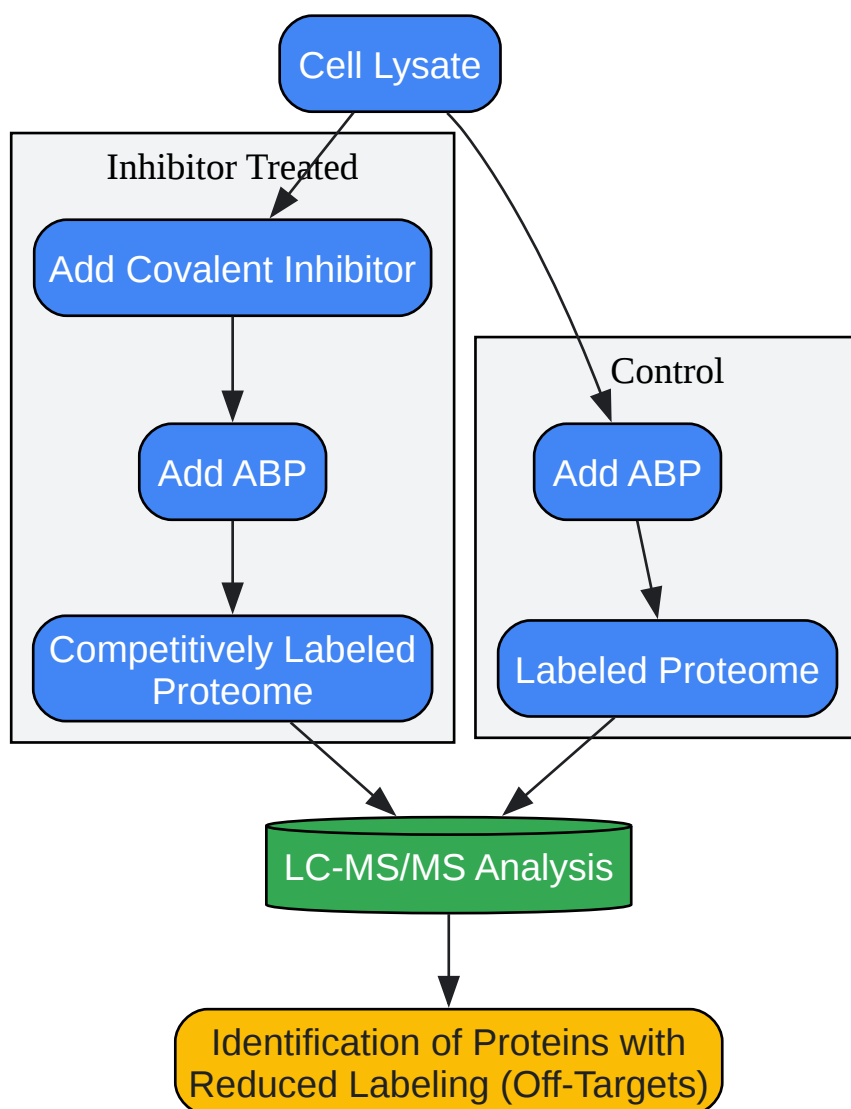 Cell Lysate
Inhibitor Treated
Add Covalent Inhibitor
Control
Add ABP
Add ABP
Competitively Labeled
Proteome
Labeled Proteome
LC-MS/MS Analysis
Identification of Proteins with
Reduced Labeling (Off-Targets)